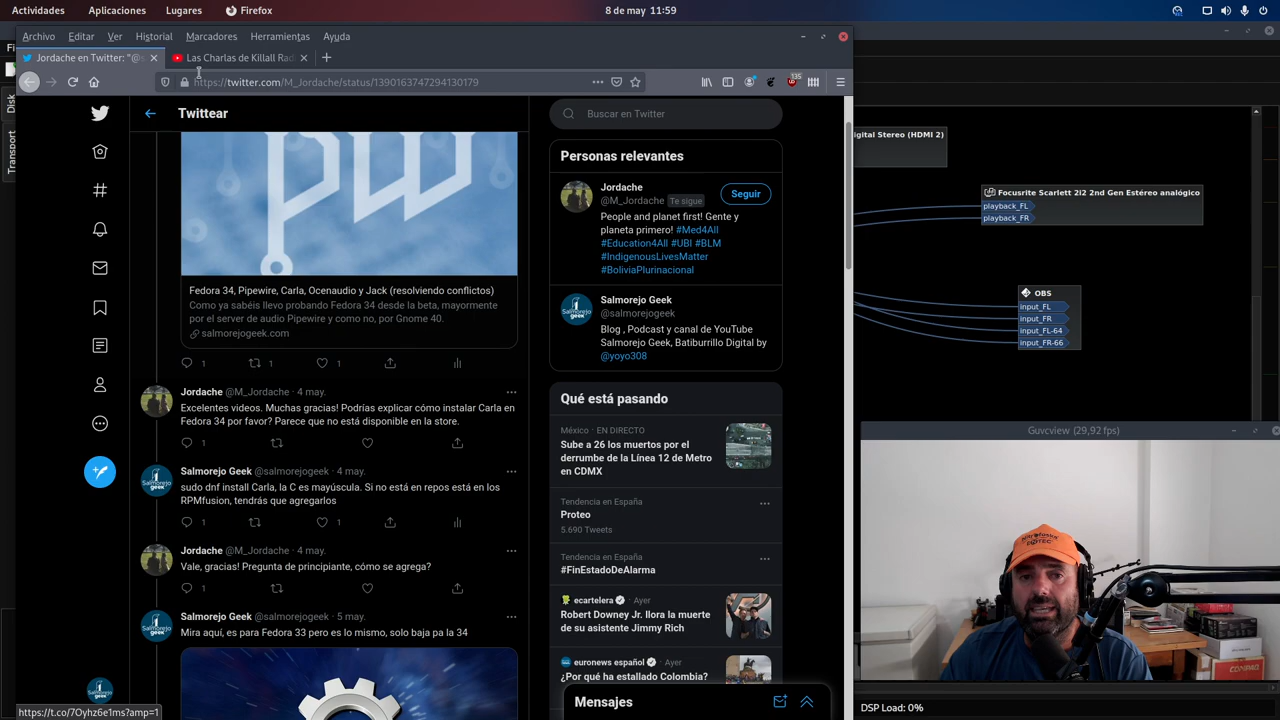 Actividades
Aplicaciones
Lugares
Firefox
8 de may 11:59
Archivo
Editar
Ver
Historial
Marcadores
Herramientas
Ayuda
Jordache en Twitter: "@s
Las Charlas de Killall Rad
https://twitter.com/M_Jordache/status/1390163747294130179
135
Disk
Transport
Twittear
Fedora 34, Pipewire, Carla, Ocenaudio y Jack (resolviendo conflictos)
Como ya sabéis llevo probando Fedora 34 desde la beta, mayormente
por el server de audio Pipewire y como no, por Gnome 40.
salmorejogeek.com
1
1
1
Jordache @M_Jordache · 4 may.
Excelentes videos. Muchas gracias! Podrías explicar cómo instalar Carla en
Fedora 34 por favor? Parece que no está disponible en la store.
1
Salmorejo Geek @salmorejogeek · 4 may.
sudo dnf install Carla, la C es mayúscula. Si no está en repos está en los
RPMfusion, tendrás que agregarlos
1
1
Jordache @M_Jordache · 4 may.
Vale, gracias! Pregunta de principiante, cómo se agrega?
1
Salmorejo Geek @salmorejogeek · 5 may.
Mira aquí, es para Fedora 33 pero es lo mismo, solo baja pa la 34
https://t.co/7Oyhz6e1ms?amp=1
Buscar en Twitter
Personas relevantes
Jordache
@M_Jordache Te sigue
Seguir
People and planet first! Gente y
planeta primero! #Med4All
#Education4All #UBI #BLM
#IndigenousLivesMatter
#BoliviaPlurinacional
Salmorejo Geek
@salmorejogeek
Blog , Podcast y canal de YouTube
Salmorejo Geek, Batiburrillo Digital by
@yoyo308
Qué está pasando
México · EN DIRECTO
Sube a 26 los muertos por el
derrumbe de la Línea 12 de Metro
en CDMX
Tendencia en España
Proteo
5.690 Tweets
Tendencia en España
#FinEstadoDeAlarma
ecartelera · Ayer
Robert Downey Jr. llora la muerte
de su asistente Jimmy Rich
euronews español · Ayer
¿Por qué ha estallado Colombia?
Mensajes
igital Stereo (HDMI 2)
Focusrite Scarlett 2i2 2nd Gen Estéreo analógico
playback_FL
playback_FR
OBS
input_FL
input_FR
input_FL-64
input_FR-66
Guvcview (29,92 fps)
DSP Load: 0%